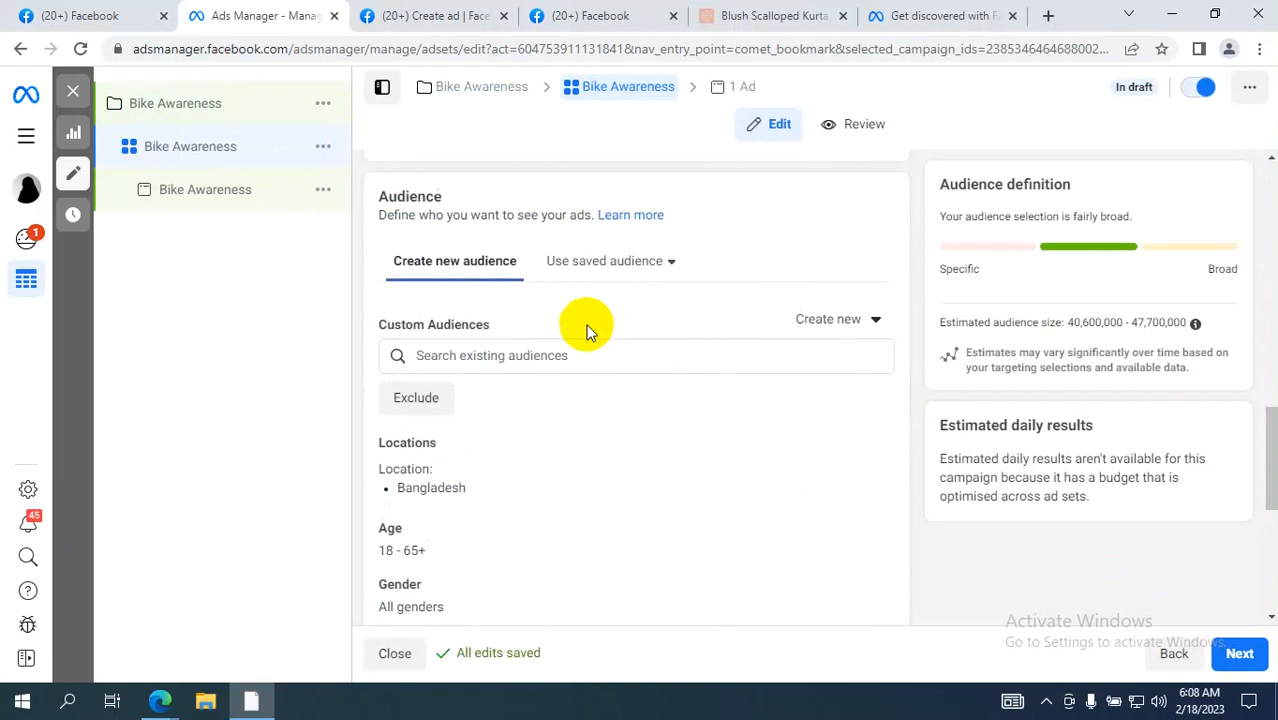 (20+) Facebook
Ads Manager - Manag
(20+) Create ad | Face
(20+) Facebook
Blush Scalloped Kurta
Get discovered with FA
adsmanager.facebook.com/adsmanager/manage/adsets/edit?act=604753911131841&nav_entry_point=comet_bookmark&selected_campaign_ids=2385346464688002...
Bike Awareness
Bike Awareness
Bike Awareness
1
45
Bike Awareness
Bike Awareness
1 Ad
In draft
Edit
Review
Audience
Define who you want to see your ads. Learn more
Create new audience
Use saved audience
Custom Audiences
Create new
Search existing audiences
Exclude
Locations
Location:
• Bangladesh
Age
18 - 65+
Gender
All genders
Audience definition
Your audience selection is fairly broad.
Specific
Broad
Estimated audience size: 40,600,000 - 47,700,000
Estimates may vary significantly over time based on
your targeting selections and available data.
Estimated daily results
Estimated daily results aren't available for this
campaign because it has a budget that is
optimised across ad sets.
Activate Windows
Go to Settings to activate Windows.
Close
All edits saved
Back
Next
6:08 AM
2/18/2023